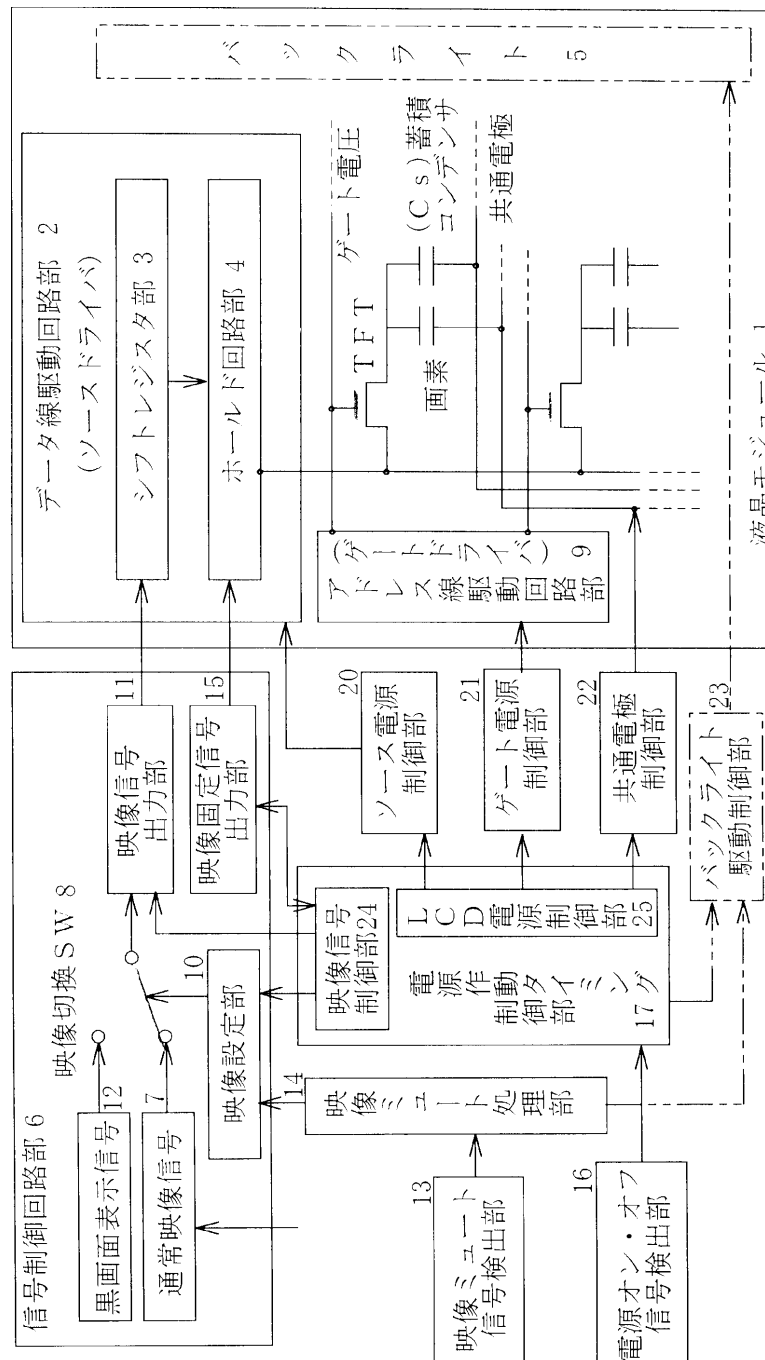 信号制御回路部 6
黒画面表示信号
12
通常映像信号
7
映像切換SW 8
映像設定部
10
映像信号
出力部
11
映像固定信号
出力部
15
映像ミュート
信号検出部
13
映像ミュート処理部
14
電源オン・オフ
信号検出部
16
映像信号
制御部24
LCD電源制御部25
電源作
制動
御タイミング
部
17
ソース電源
制御部
20
ゲート電源
制御部
21
共通電極
制御部
22
バックライト
駆動制御部
23
データ線駆動回路部 2
(ソースドライバ)
シフトレジスタ部 3
ホールド回路部 4
(ゲートドライバ)
アドレス線駆動回路部
9
ゲート電圧
TFT
画素
(Cs)蓄積
コンデンサ
共通電極
バックライト 5
液晶モジュール 1